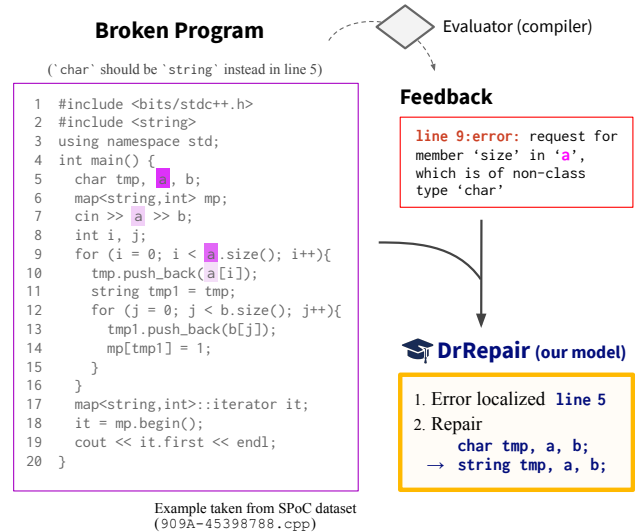 Broken Program
Evaluator (compiler)
(`char` should be `string` instead in line 5)
1 #include <bits/stdc++.h>
2 #include <string>
3 using namespace std;
4 int main() {
5 char tmp, a, b;
6 map<string,int> mp;
7 cin >> a >> b;
8 int i, j;
9 for (i = 0; i < a.size(); i++){
10 tmp.push_back(a[i]);
11 string tmp1 = tmp;
12 for (j = 0; j < b.size(); j++){
13 tmp1.push_back(b[j]);
14 mp[tmp1] = 1;
15 }
16 }
17 map<string,int>::iterator it;
18 it = mp.begin();
19 cout << it.first << endl;
20 }
Example taken from SPoC dataset
(909A-45398788.cpp)
Feedback
line 9:error: request for
member ‘size’ in ‘a’,
which is of non-class
type ‘char’
DrRepair (our model)
1. Error localized line 5
2. Repair
char tmp, a, b;
→ string tmp, a, b;